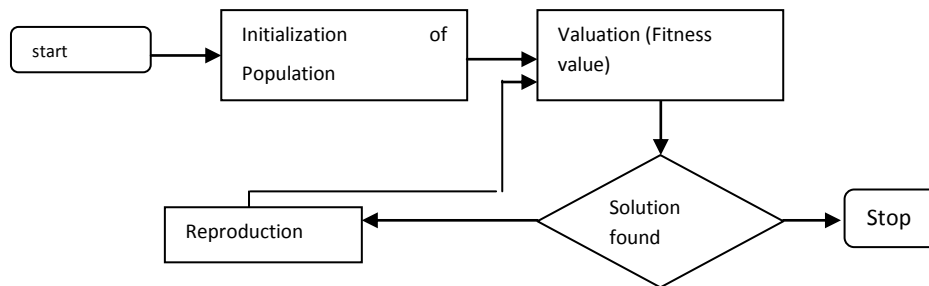 start
Initialization of
Population
Valuation (Fitness
value)
Solution
found
Stop
Reproduction